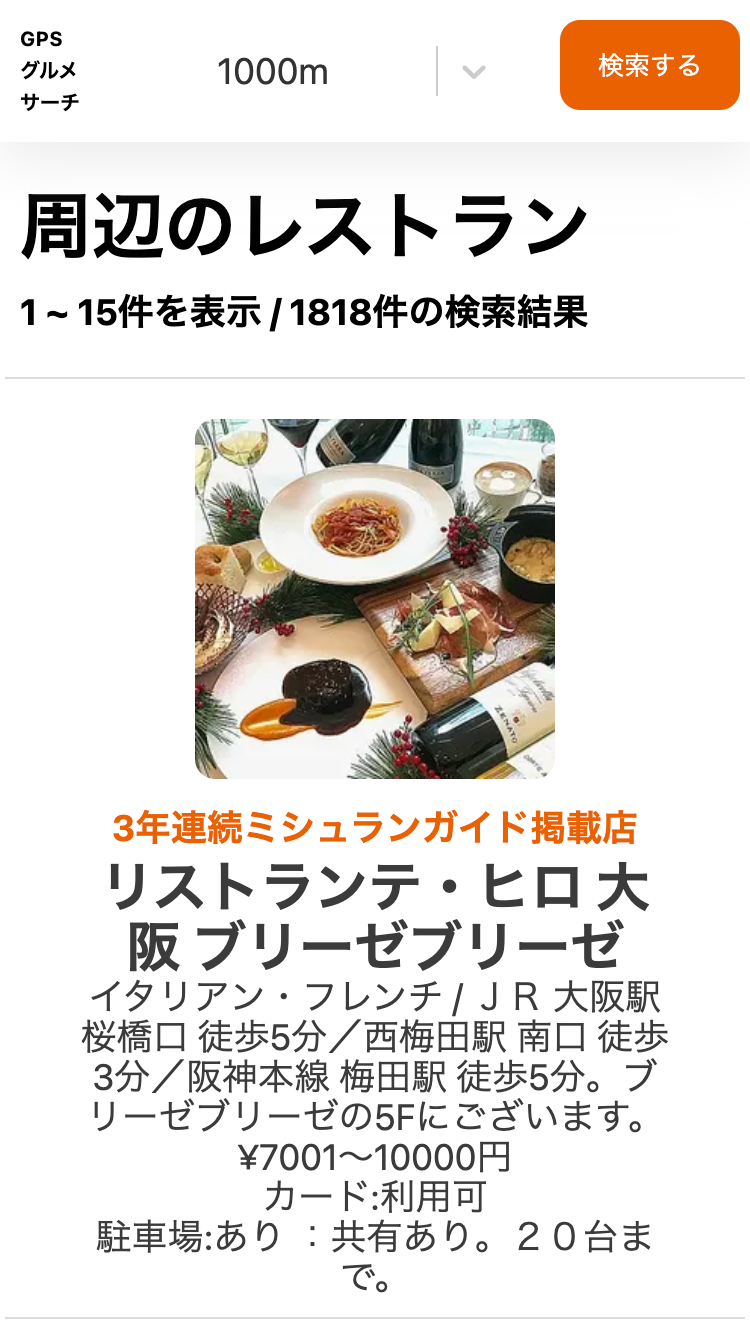 GPS
グルメ
サーチ
1000m
検索する
周辺のレストラン
1 ~ 15件を表示 / 1818件の検索結果
ZENATO
3年連続ミシュランガイド掲載店
リストランテ・ヒロ 大
阪 ブリーゼブリーゼ
イタリアン・フレンチ / ＪＲ 大阪駅
桜橋口 徒歩5分／西梅田駅 南口 徒歩
3分／阪神本線 梅田駅 徒歩5分。ブ
リーゼブリーゼの5Fにございます。
¥7001～10000円
カード:利用可
駐車場:あり ：共有あり。２０台ま
で。